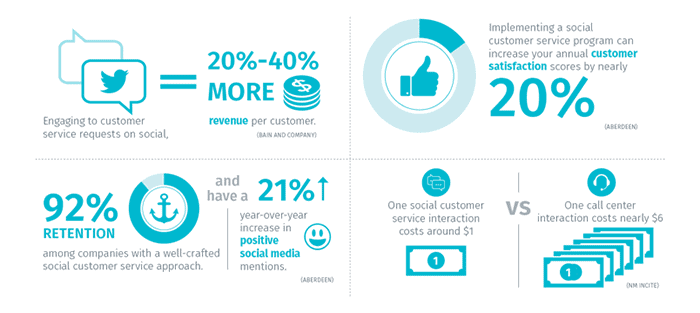 Engaging to customer
service requests on social,
20%-40%
MORE
revenue per customer.
(BAIN AND COMPANY)
Implementing a social
customer service program can
increase your annual customer
satisfaction scores by nearly
20%
(ABERDEEN)
92%
RETENTION
among companies with a well-crafted
social customer service approach.
and
have a
21%
year-over-year
increase in
positive
social media
mentions.
(ABERDEEN)
One social customer
service interaction
costs around $1
1
VS
One call center
interaction costs nearly $6
1
(NM INCITE)